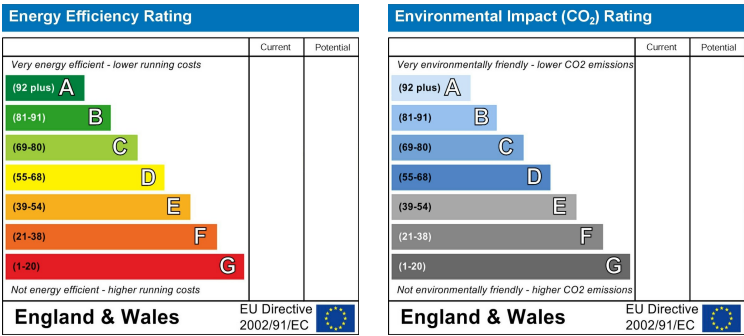 Energy Efficiency Rating
Current Potential
Very energy efficient - lower running costs
(92 plus) A
(81-91) B
(69-80) C
(55-68) D
(39-54) E
(21-38) F
(1-20) G
Not energy efficient - higher running costs
England & Wales
EU Directive
2002/91/EC
Environmental Impact (CO₂) Rating
Current Potential
Very environmentally friendly - lower CO2 emissions
(92 plus) A
(81-91) B
(69-80) C
(55-68) D
(39-54) E
(21-38) F
(1-20) G
Not environmentally friendly - higher CO2 emissions
England & Wales
EU Directive
2002/91/EC